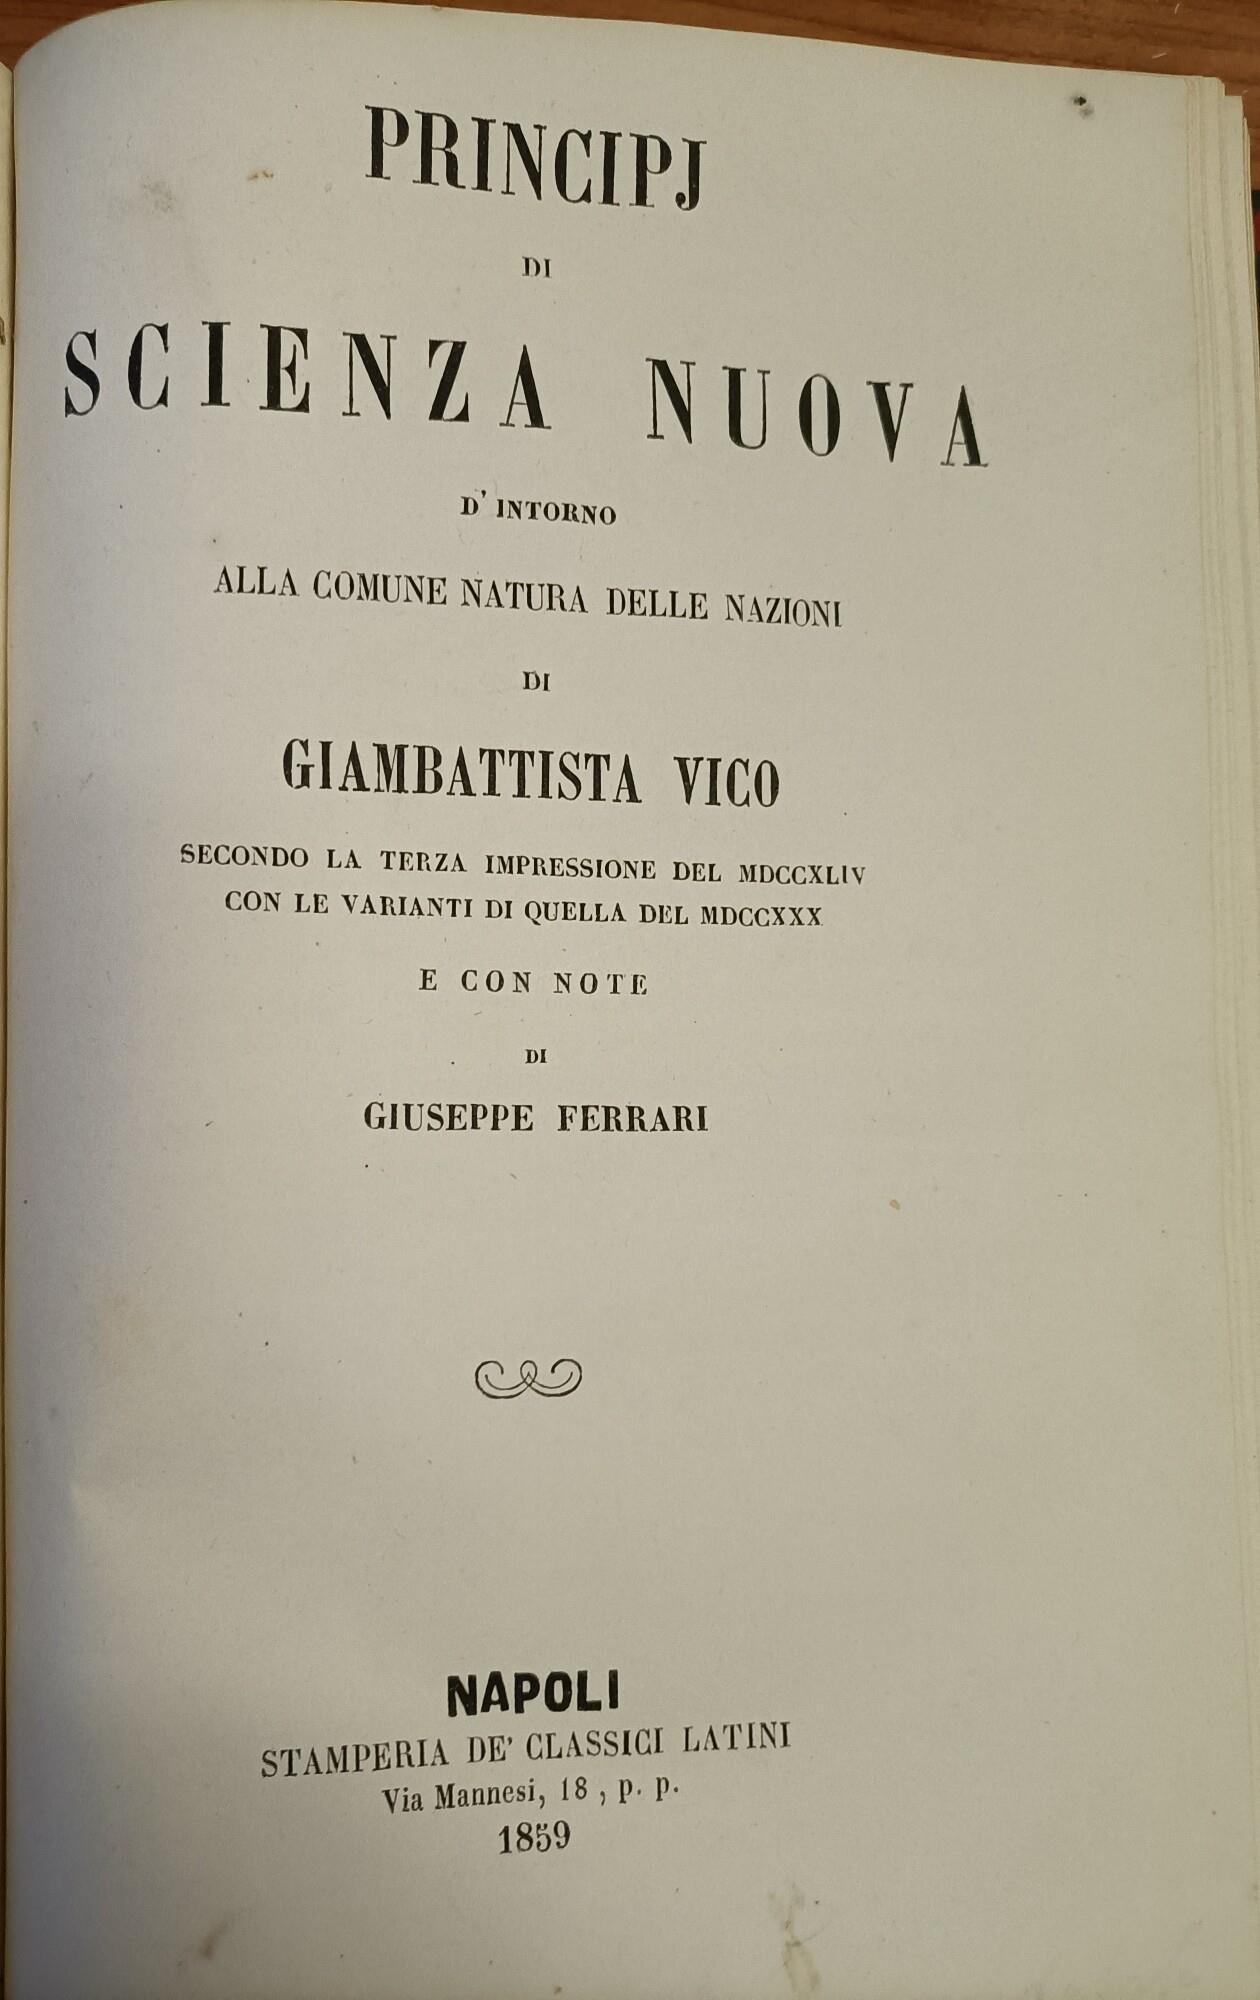 PRINCIPJ
DI
SCIENZA NUOVA
D' INTORNO
ALLA COMUNE NATURA DELLE NAZIONI
DI
GIAMBATTISTA VICO
SECONDO LA TERZA IMPRESSIONE DEL MDCCXLIV
CON LE VARIANTI DI QUELLA DEL MDCCXXX
E CON NOTE
DI
GIUSEPPE FERRARI
NAPOLI
STAMPERIA DE' CLASSICI LATINI
Via Mannesi, 18, p. p.
1859